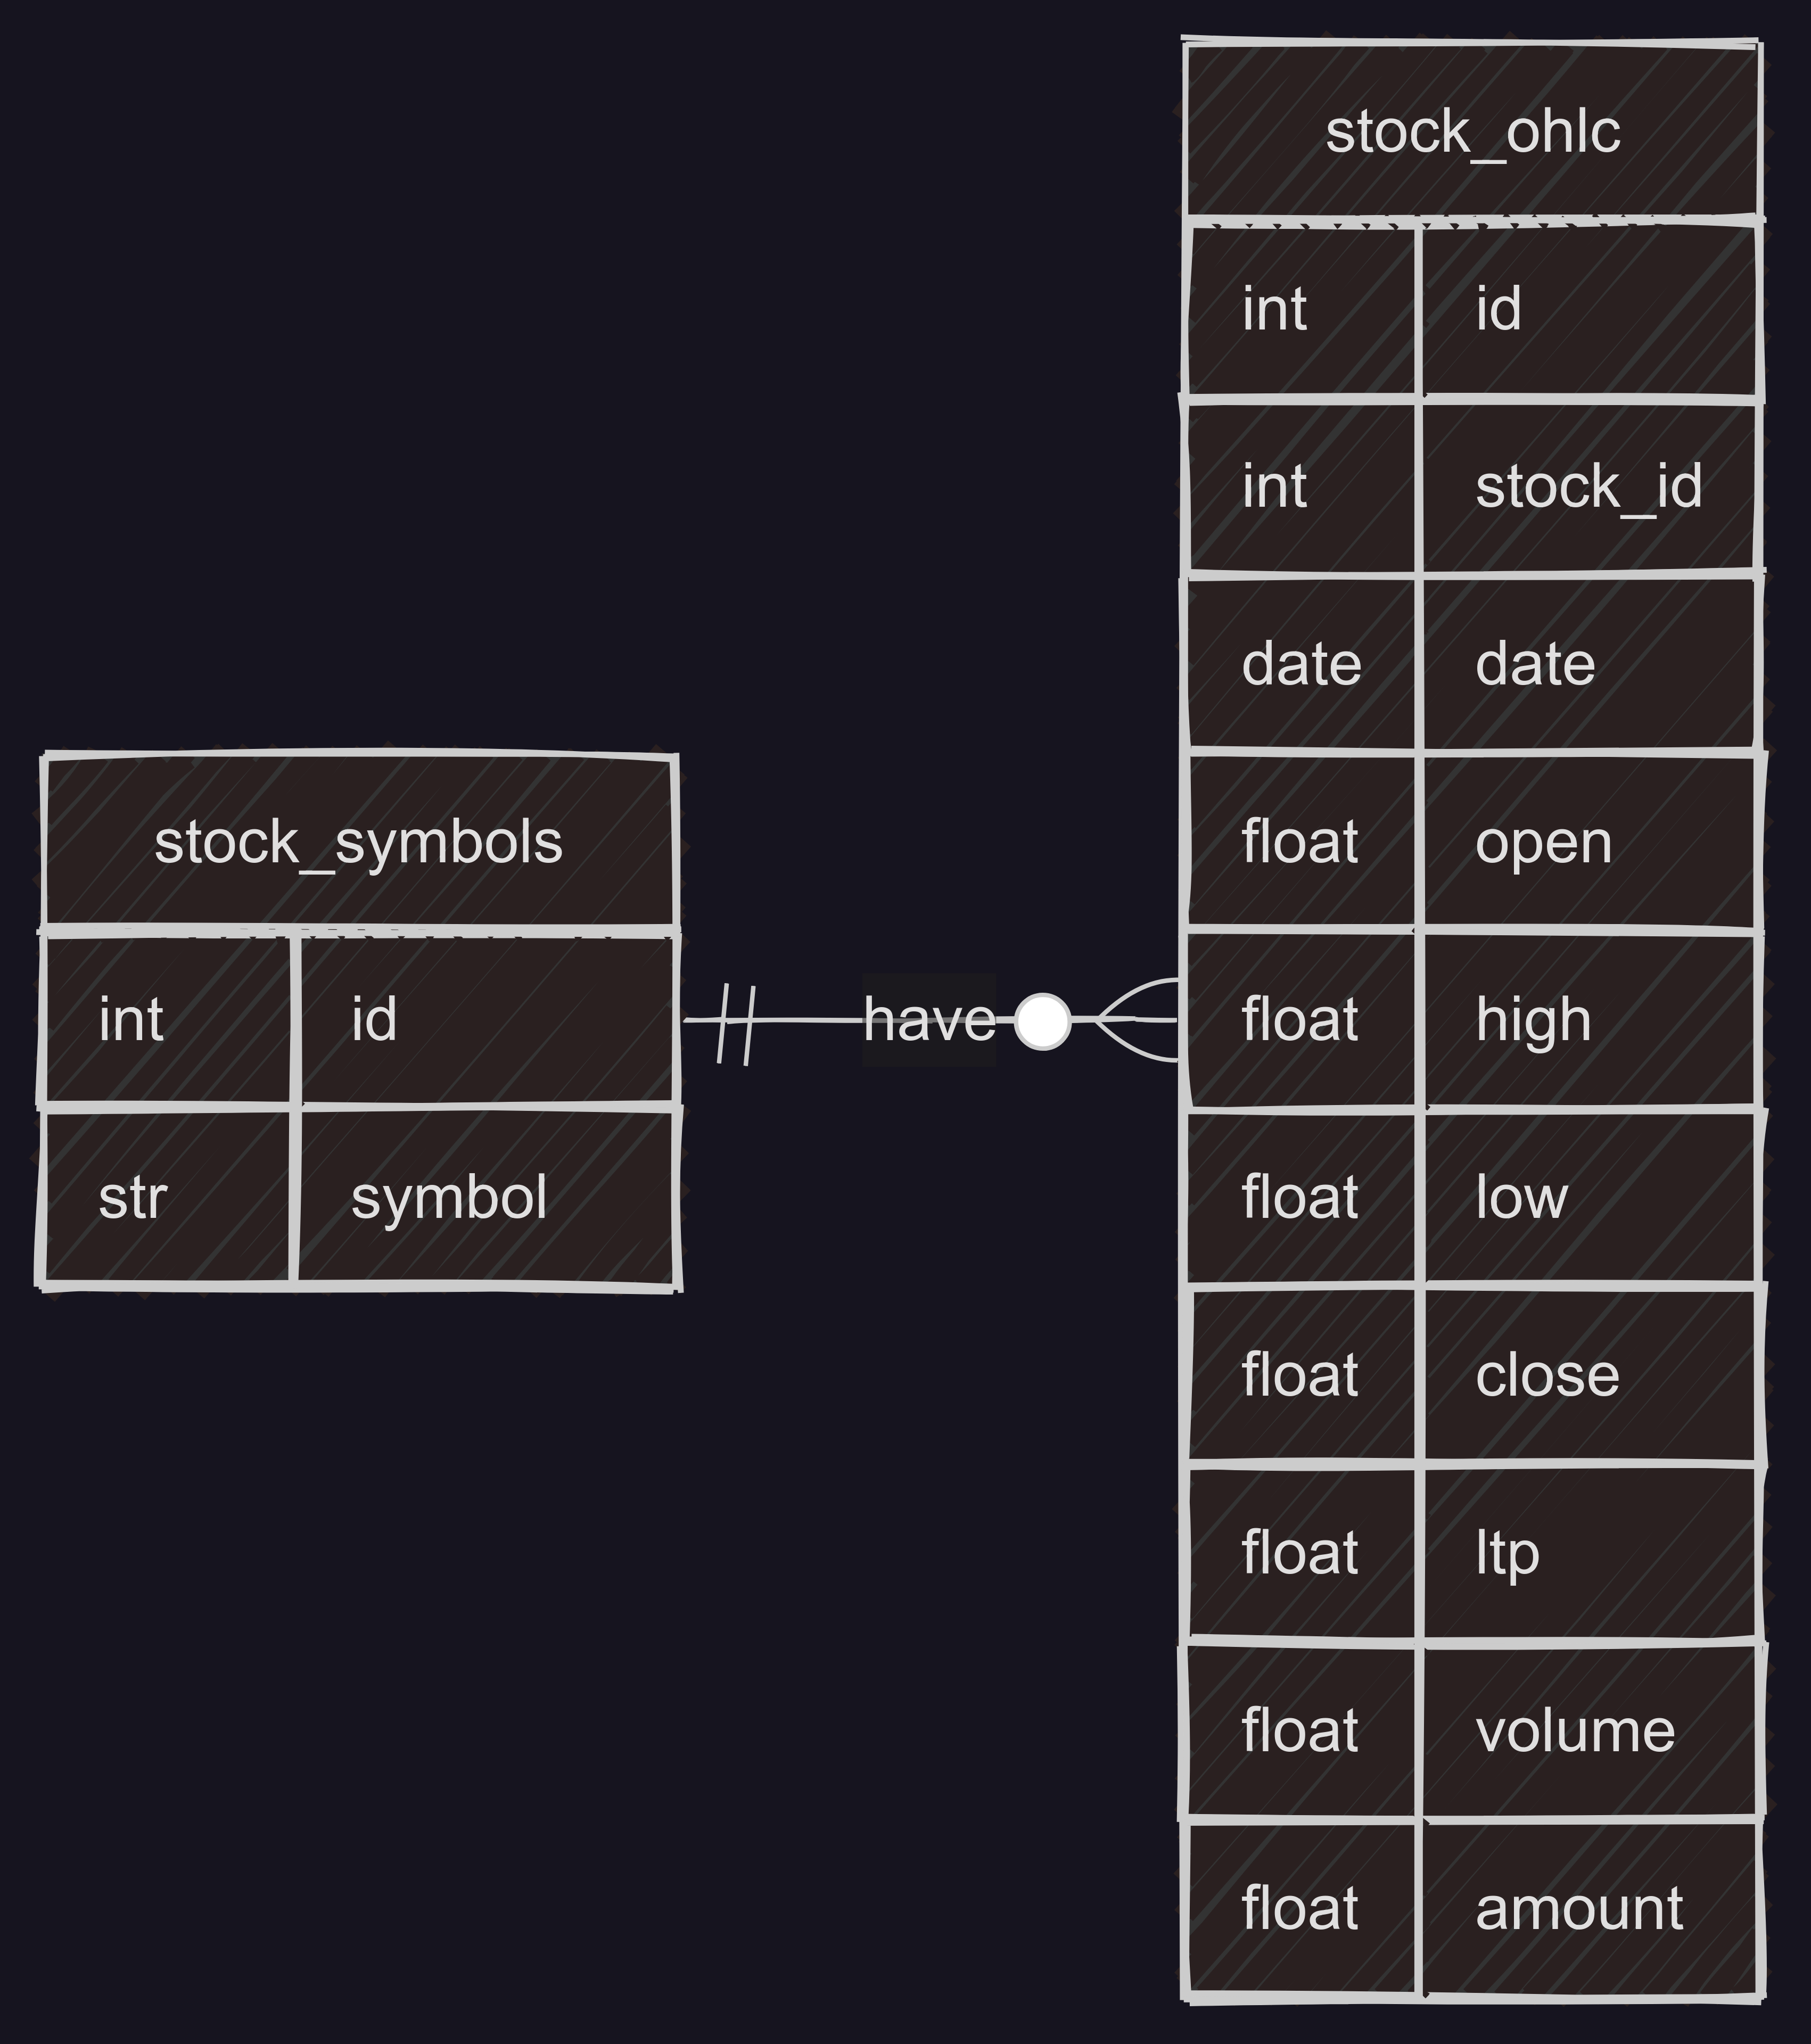 stock_symbols
int id
str symbol
have
stock_ohlc
int id
int stock_id
date date
float open
float high
float low
float close
float ltp
float volume
float amount